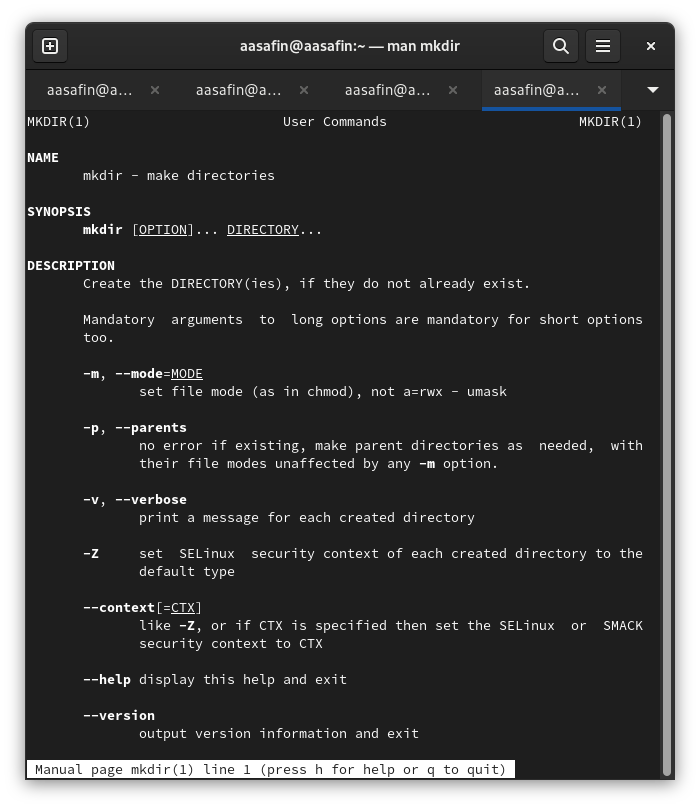 aasafin@aasafin:~ — man mkdir
aasafin@a... aasafin@a... aasafin@a... aasafin@a...
MKDIR(1) User Commands MKDIR(1)
NAME
mkdir - make directories
SYNOPSIS
mkdir [OPTION]... DIRECTORY...
DESCRIPTION
Create the DIRECTORY(ies), if they do not already exist.
Mandatory arguments to long options are mandatory for short options
too.
-m, --mode=MODE
set file mode (as in chmod), not a=rwx - umask
-p, --parents
no error if existing, make parent directories as needed, with
their file modes unaffected by any -m option.
-v, --verbose
print a message for each created directory
-Z set SELinux security context of each created directory to the
default type
--context[=CTX]
like -Z, or if CTX is specified then set the SELinux or SMACK
security context to CTX
--help display this help and exit
--version
output version information and exit
Manual page mkdir(1) line 1 (press h for help or q to quit)